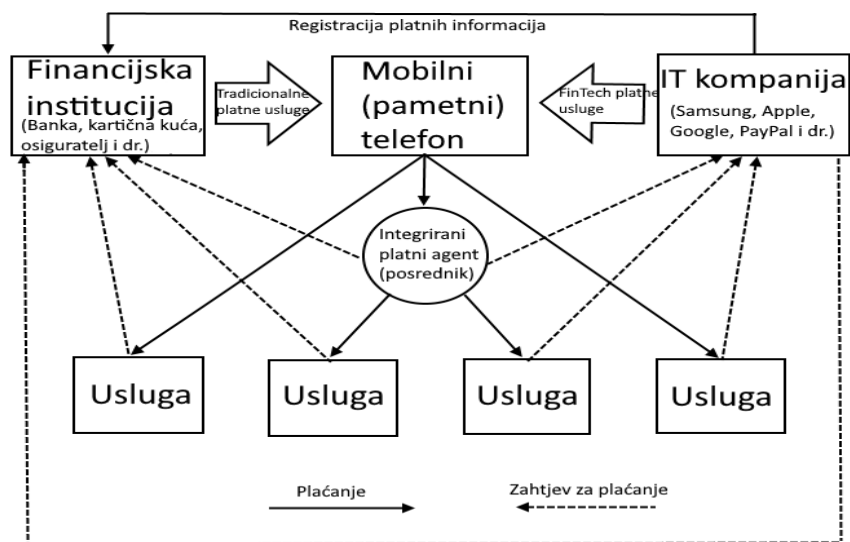 Registracija platnih informacija
Financijska
institucija
(Banka, kartična kuća,
osiguratelj i dr.)
Tradicionalne
platne usluge
Mobilni
(pametni)
telefon
FinTech platne
usluge
IT kompanija
(Samsung, Apple,
Google, PayPal i dr.)
Integrirani
platni agent
(posrednik)
Usluga
Usluga
Usluga
Usluga
Plaćanje
Zahtjev za plaćanje